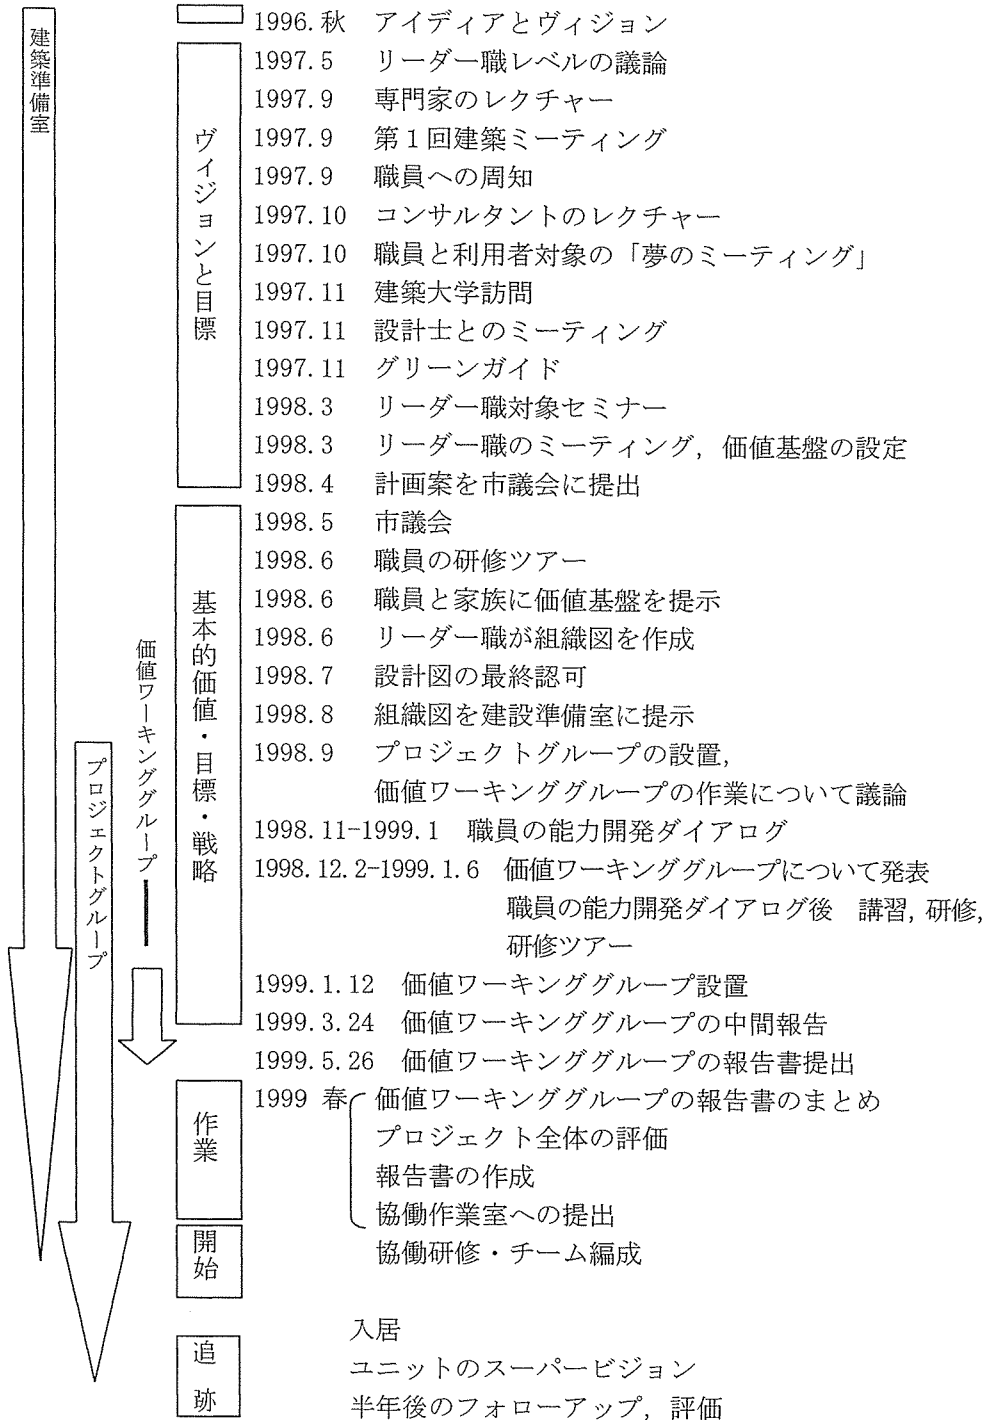 建築準備室
プロジェクトグループ
価値ワーキンググループ
ヴィジョンと目標
基本的価値・目標・戦略
作業
開始
追跡
1996.秋 アイディアとヴィジョン
1997.5 リーダー職レベルの議論
1997.9 専門家のレクチャー
1997.9 第1回建築ミーティング
1997.9 職員への周知
1997.10 コンサルタントのレクチャー
1997.10 職員と利用者対象の「夢のミーティング」
1997.11 建築大学訪問
1997.11 設計士とのミーティング
1997.11 グリーンガイド
1998.3 リーダー職対象セミナー
1998.3 リーダー職のミーティング，価値基盤の設定
1998.4 計画案を市議会に提出
1998.5 市議会
1998.6 職員の研修ツアー
1998.6 職員と家族に価値基盤を提示
1998.6 リーダー職が組織図を作成
1998.7 設計図の最終認可
1998.8 組織図を建設準備室に提示
1998.9 プロジェクトグループの設置，
価値ワーキンググループの作業について議論
1998.11-1999.1 職員の能力開発ダイアログ
1998.12.2-1999.1.6 価値ワーキンググループについて発表
職員の能力開発ダイアログ後 講習，研修，
研修ツアー
1999.1.12 価値ワーキンググループ設置
1999.3.24 価値ワーキンググループの中間報告
1999.5.26 価値ワーキンググループの報告書提出
1999 春 価値ワーキンググループの報告書のまとめ
プロジェクト全体の評価
報告書の作成
協働作業室への提出
協働研修・チーム編成
入居
ユニットのスーパービジョン
半年後のフォローアップ，評価